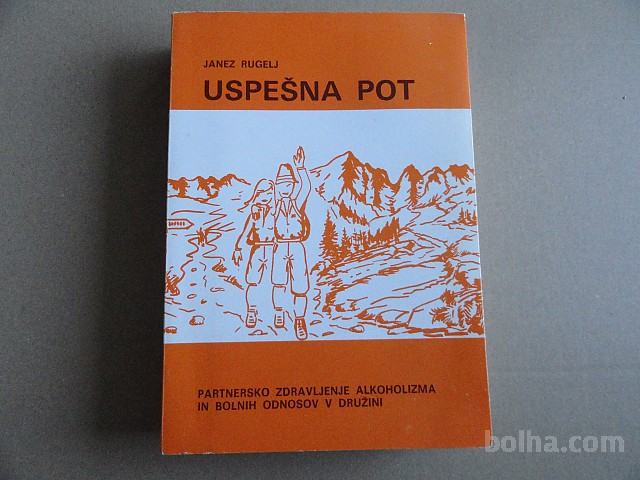 JANEZ RUGELJ
USPEŠNA POT
PARTNERSKO ZDRAVLJENJE ALKOHOLIZMA
IN BOLNIH ODNOSOV V DRUŽINI
bolha.com